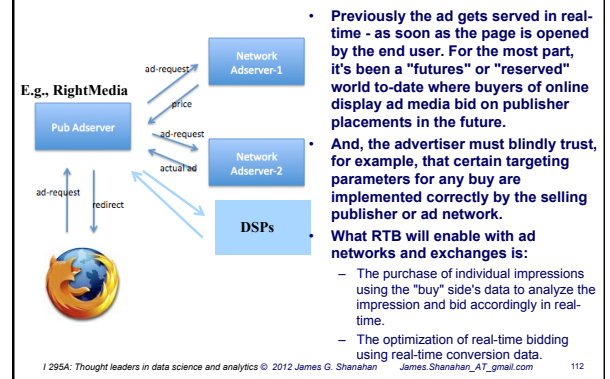 E.g., RightMedia
Pub Adserver
ad-request
price
Network
Adserver-1
ad-request
actual ad
Network
Adserver-2
ad-request
redirect
DSPs
• Previously the ad gets served in real-
time - as soon as the page is opened
by the end user. For the most part,
it's been a "futures" or "reserved"
world to-date where buyers of online
display ad media bid on publisher
placements in the future.
• And, the advertiser must blindly trust,
for example, that certain targeting
parameters for any buy are
implemented correctly by the selling
publisher or ad network.
• What RTB will enable with ad
networks and exchanges is:
– The purchase of individual impressions
using the "buy" side's data to analyze the
impression and bid accordingly in real-
time.
– The optimization of real-time bidding
using real-time conversion data.
I 295A: Thought leaders in data science and analytics © 2012 James G. Shanahan James.Shanahan_AT_gmail.com 112